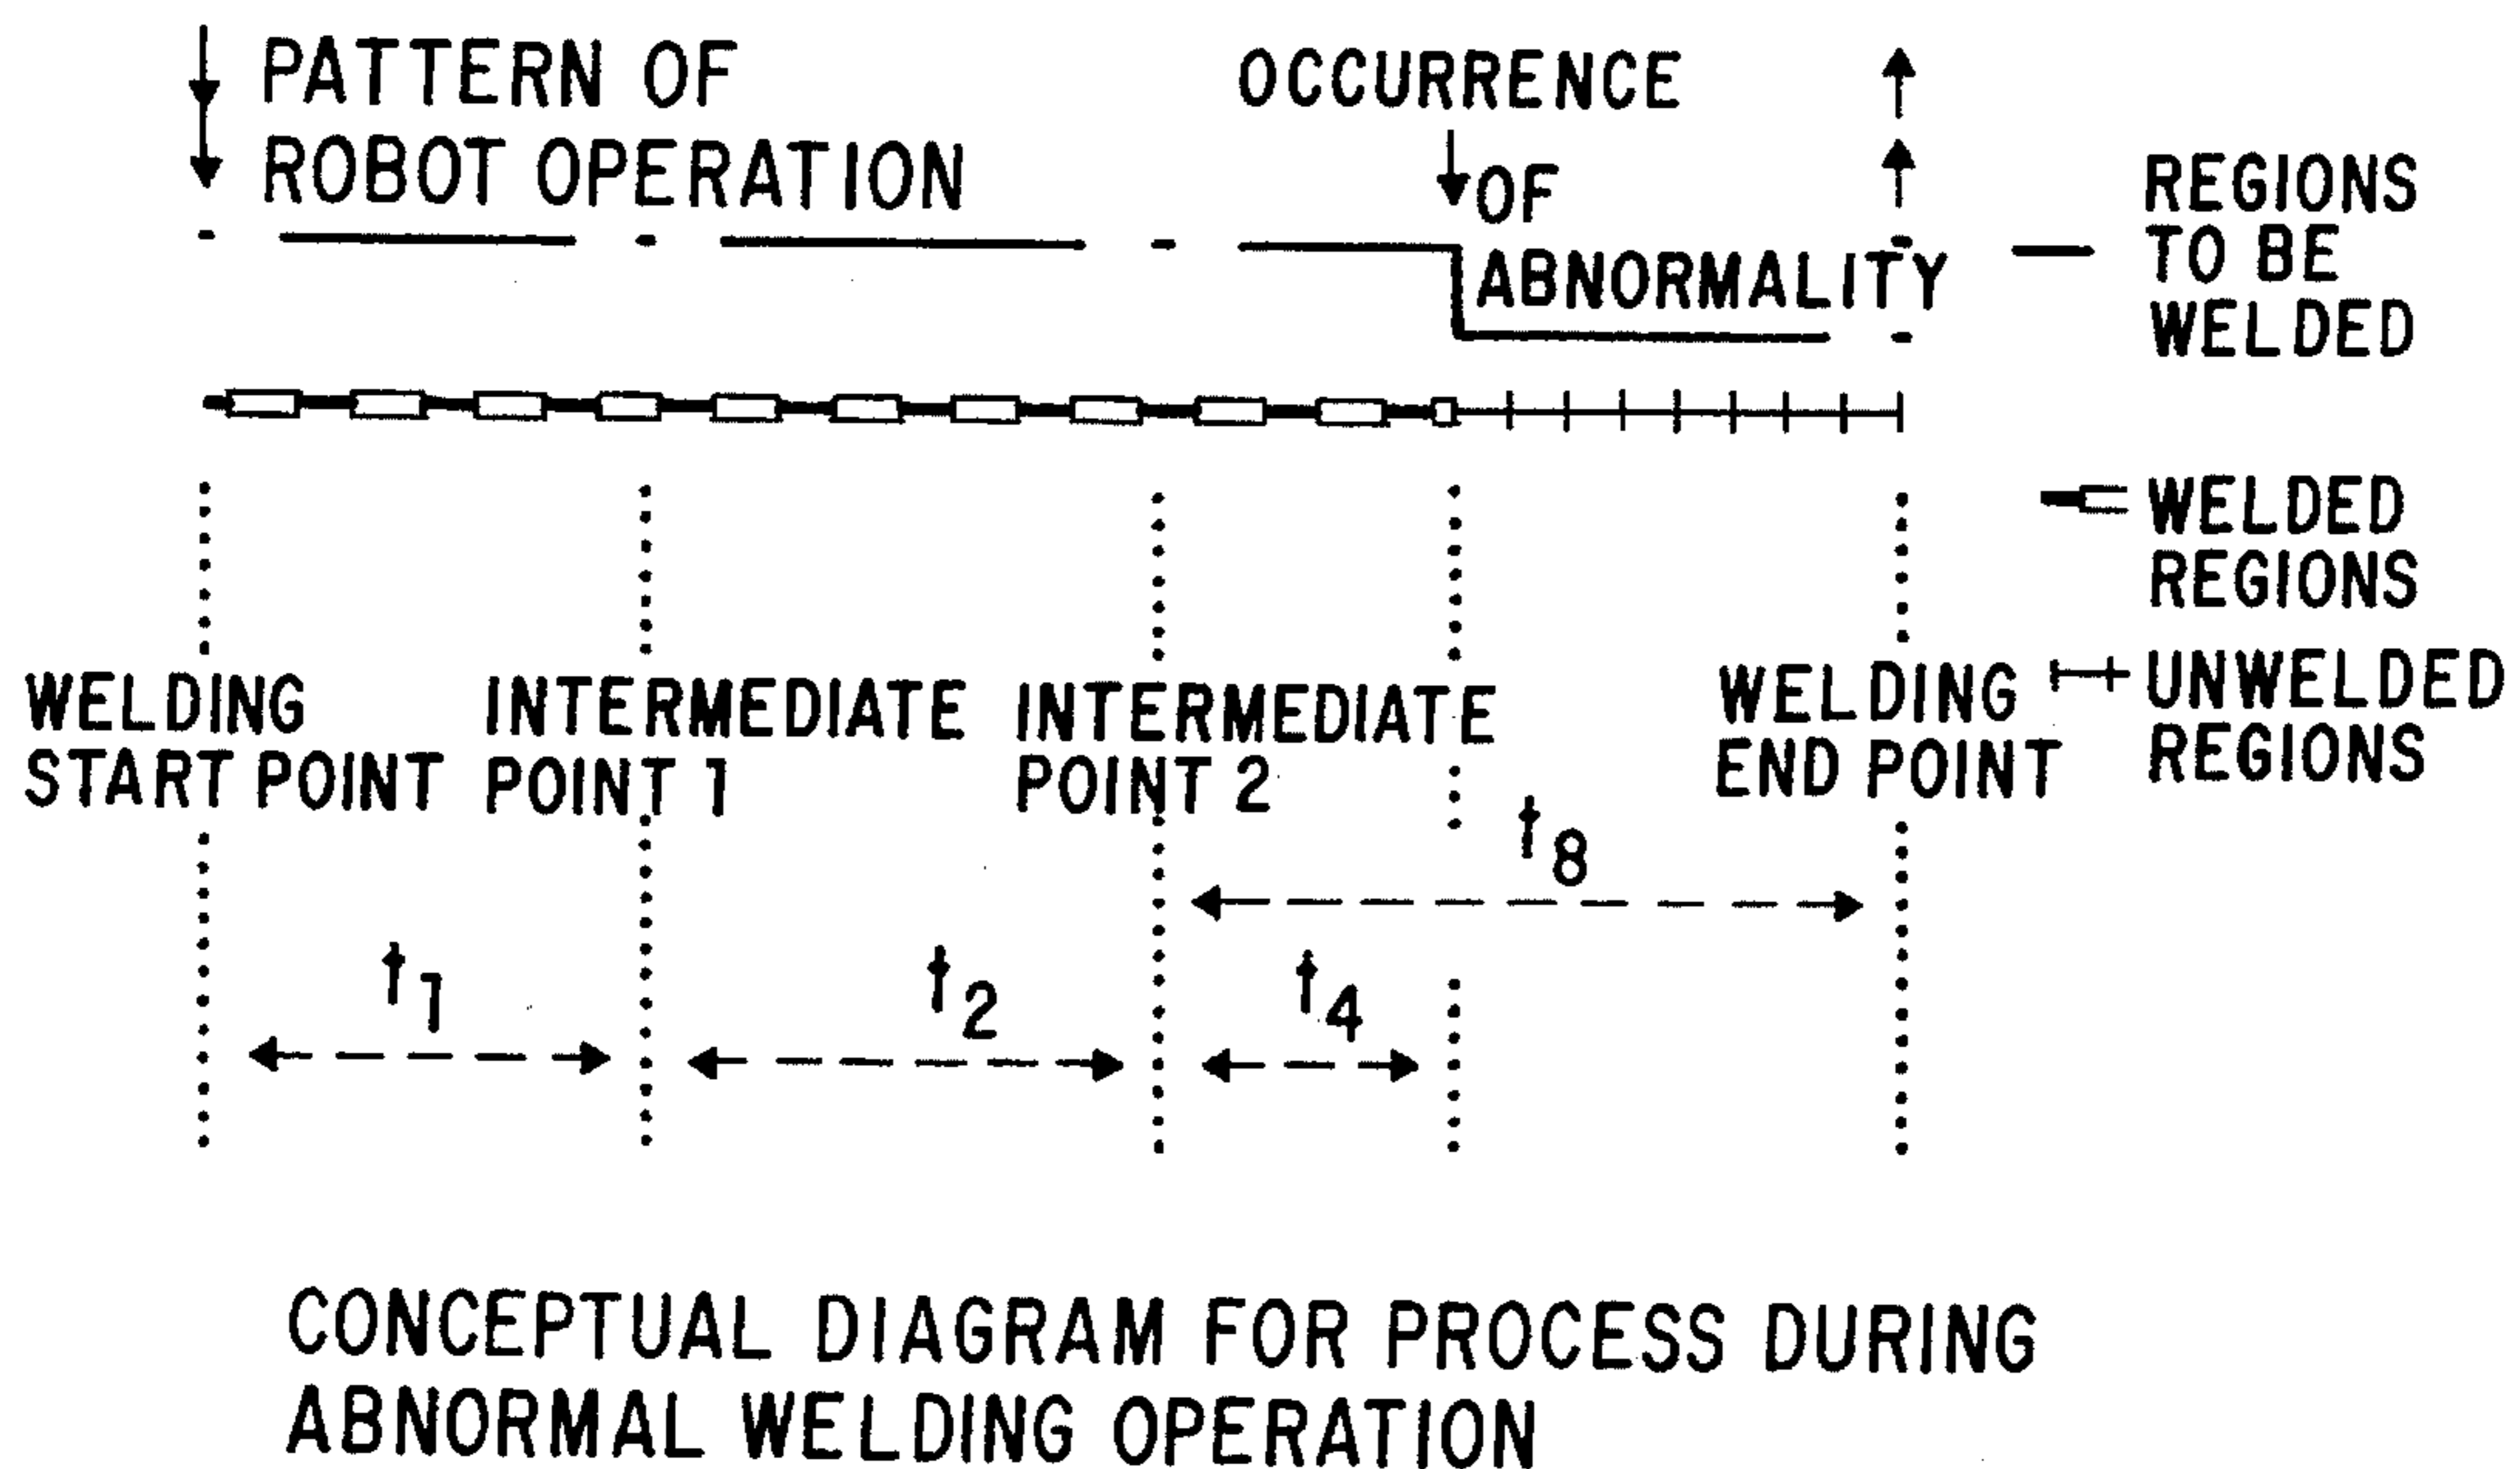 PATTERN OF
ROBOT OPERATION
OCCURRENCE
OF
ABNORMALITY
REGIONS
TO BE
WELDED
WELDED
REGIONS
UNWELDED
REGIONS
WELDING
START POINT
INTERMEDIATE
POINT 1
INTERMEDIATE
POINT 2
WELDING
END POINT
t8
t1
t2
t4
CONCEPTUAL DIAGRAM FOR PROCESS DURING
ABNORMAL WELDING OPERATION